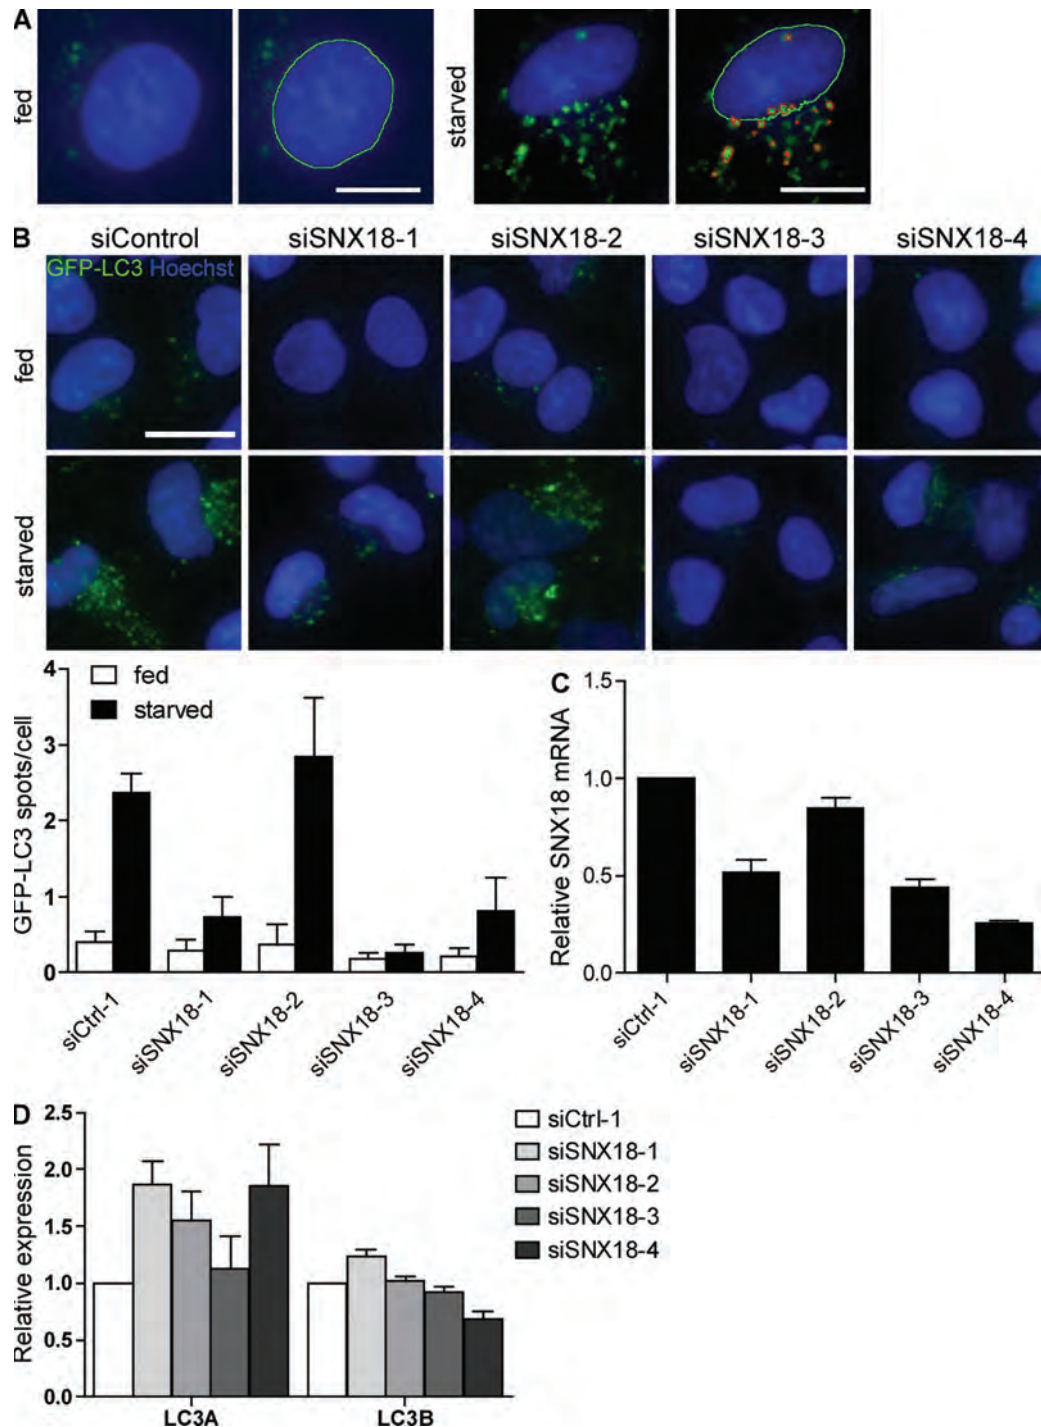 A
fed
starved
B
siControl siSNX18-1 siSNX18-2 siSNX18-3 siSNX18-4
GFP-LC3 Hoechst
fed
starved
4
3
2
1
0
GFP-LC3 spots/cell
fed
starved
siCtrl-1
siSNX18-1
siSNX18-2
siSNX18-3
siSNX18-4
C
1.5
1.0
0.5
0.0
Relative SNX18 mRNA
siCtrl-1
siSNX18-1
siSNX18-2
siSNX18-3
siSNX18-4
D
2.5
2.0
1.5
1.0
0.5
0.0
Relative expression
LC3A LC3B
siCtrl-1
siSNX18-1
siSNX18-2
siSNX18-3
siSNX18-4